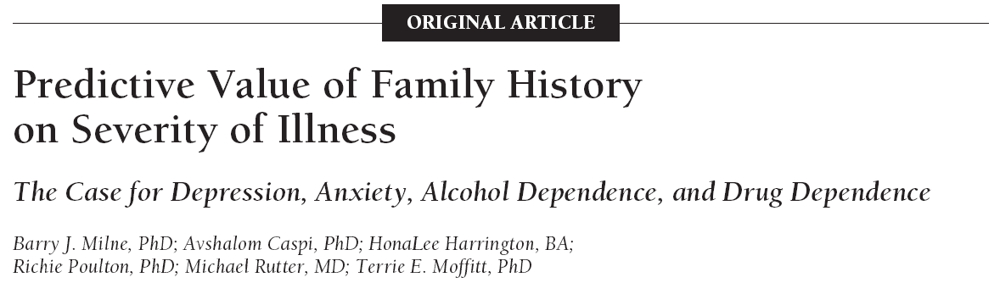 ORIGINAL ARTICLE
Predictive Value of Family History
on Severity of Illness
The Case for Depression, Anxiety, Alcohol Dependence, and Drug Dependence
Barry J. Milne, PhD; Avshalom Caspi, PhD; HonaLee Harrington, BA;
Richie Poulton, PhD; Michael Rutter, MD; Terrie E. Moffitt, PhD